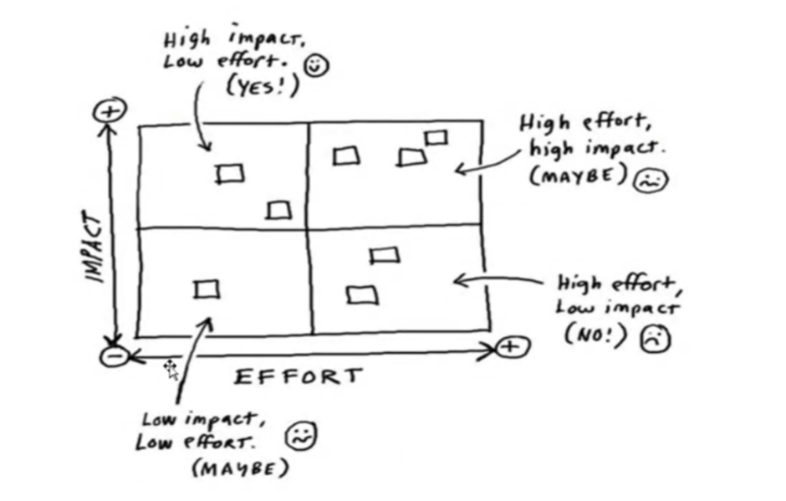 High impact,
Low effort.
(YES!)
+
High effort,
high impact.
(MAYBE)
IMPACT
High effort,
Low impact
(NO!)
−
+
EFFORT
Low impact,
Low effort.
(MAYBE)